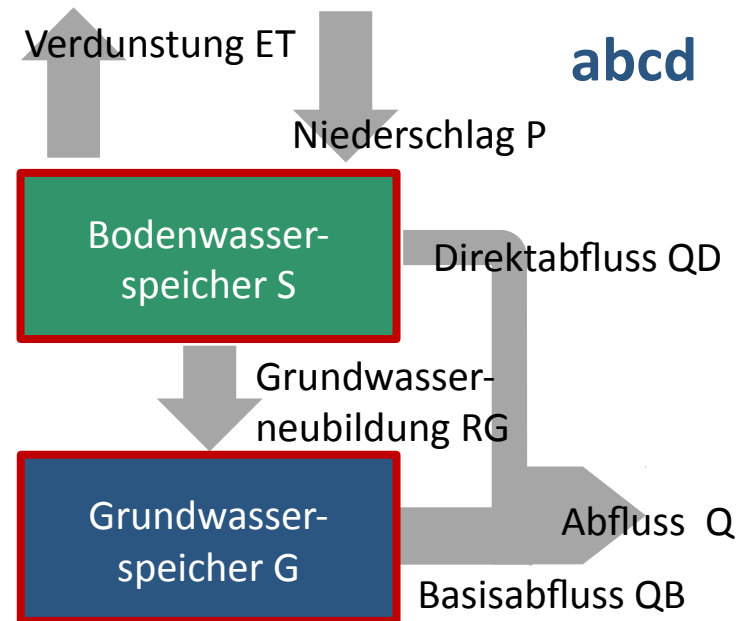 Verdunstung ET
abcd
Niederschlag P
Bodenwasser-
speicher S
Direktabfluss QD
Grundwasser-
neubildung RG
Grundwasser-
speicher G
Abfluss Q
Basisabfluss QB